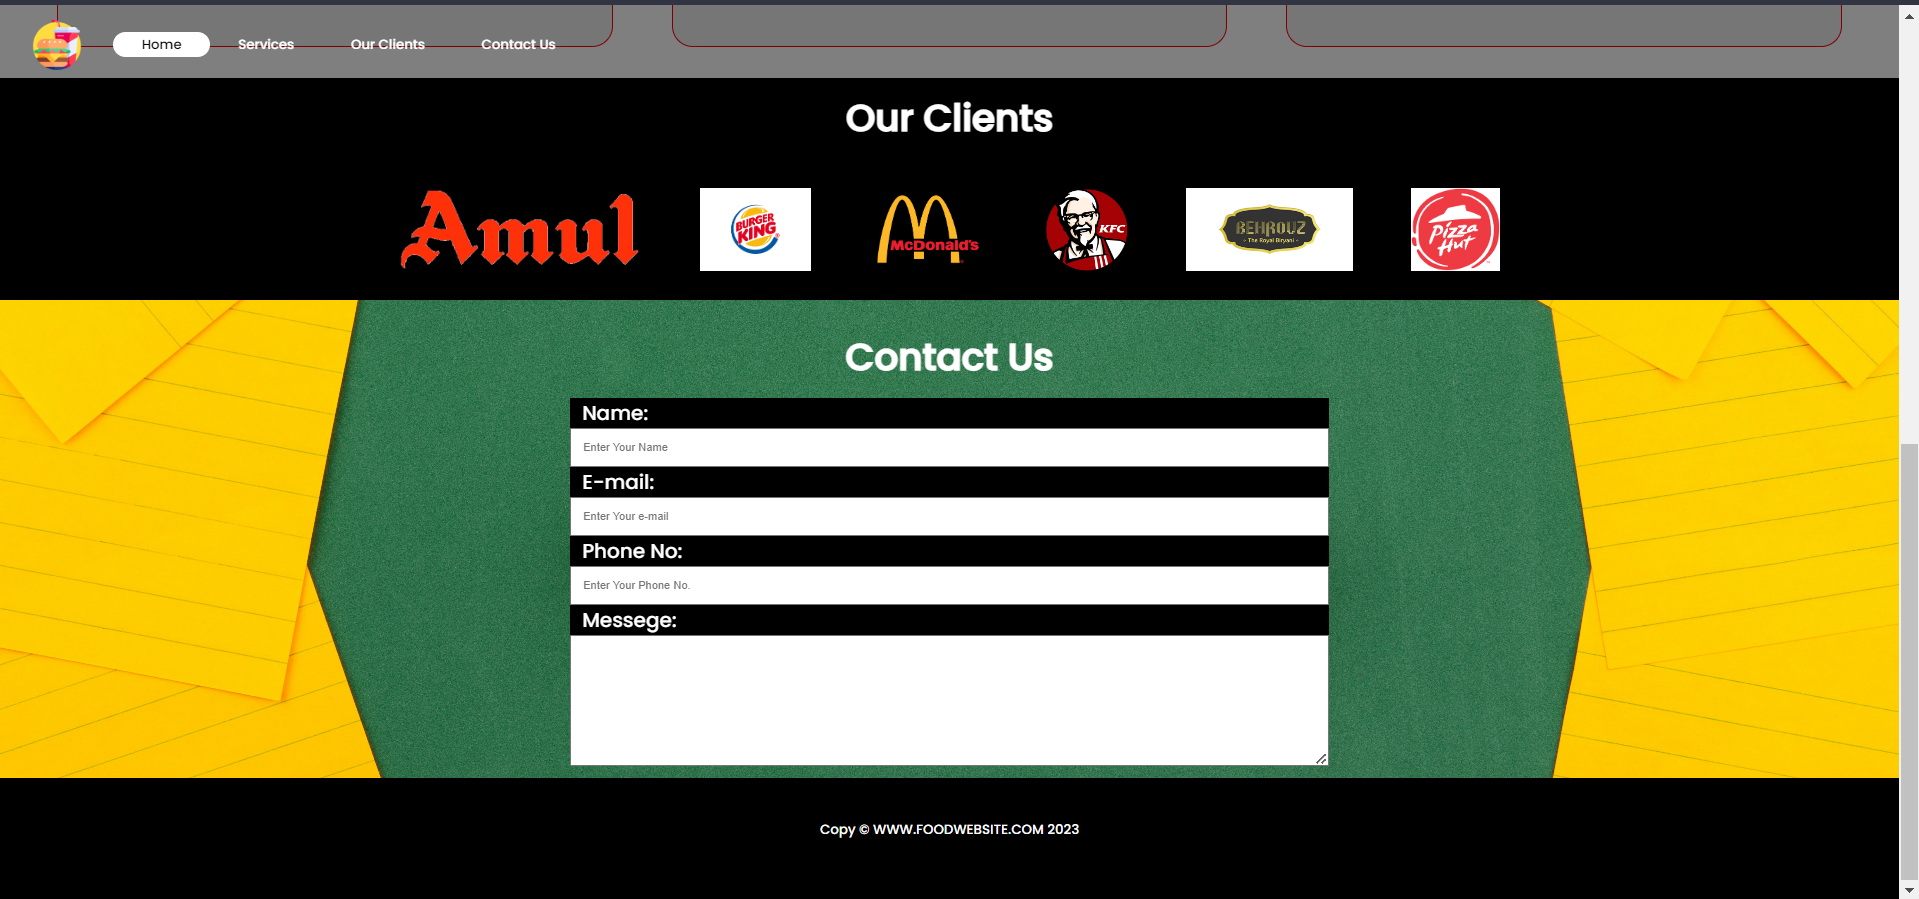 Home Services Our Clients Contact Us
Our Clients
Amul
BURGER KING
McDonald's
KFC
BEHROUZ
The Royal Biryani
Pizza Hut
Contact Us
Name:
Enter Your Name
E-mail:
Enter Your e-mail
Phone No:
Enter Your Phone No.
Messege:
Copy © WWW.FOODWEBSITE.COM 2023